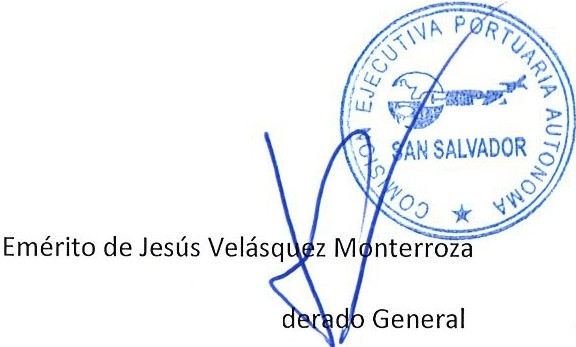 COMISION EJECUTIVA PORTUARIA AUTONOMA
SAN SALVADOR
Emérito de Jesús Velásquez Monterroza
derado General